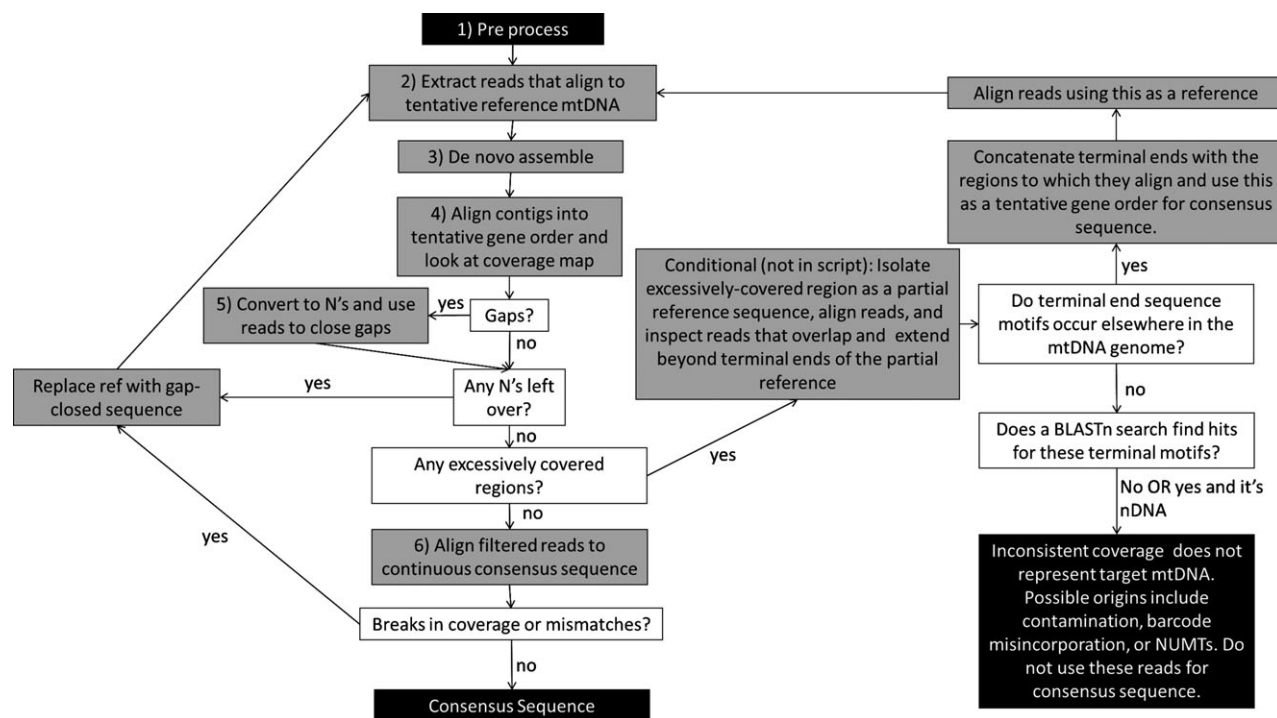 1) Pre process
2) Extract reads that align to
tentative reference mtDNA
3) De novo assemble
4) Align contigs into
tentative gene order and
look at coverage map
Gaps?
yes
5) Convert to N's and use
reads to close gaps
no
Any N's left
over?
yes
Replace ref with gap-
closed sequence
no
Any excessively covered
regions?
yes
no
6) Align filtered reads to
continuous consensus sequence
Breaks in coverage or mismatches?
yes
no
Consensus Sequence
Conditional (not in script): Isolate
excessively-covered region as a partial
reference sequence, align reads, and
inspect reads that overlap and extend
beyond terminal ends of the partial
reference
Do terminal end sequence
motifs occur elsewhere in the
mtDNA genome?
yes
Concatenate terminal ends with the
regions to which they align and use this
as a tentative gene order for consensus
sequence.
Align reads using this as a reference
no
Does a BLASTn search find hits
for these terminal motifs?
No OR yes and it's
nDNA
Inconsistent coverage does not
represent target mtDNA.
Possible origins include
contamination, barcode
misincorporation, or NUMTs. Do
not use these reads for
consensus sequence.